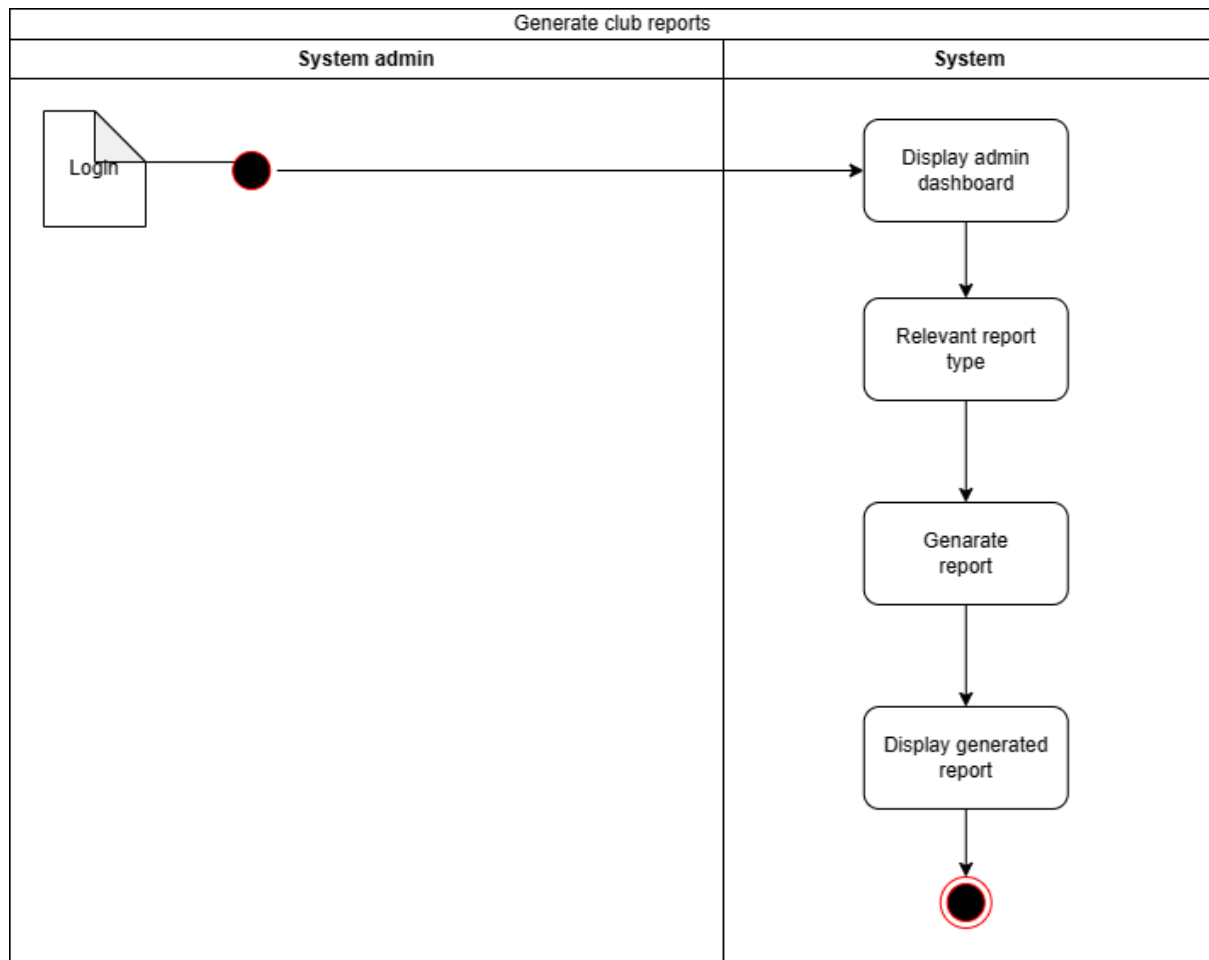 Generate club reports
System admin
System
Login
Display admin
dashboard
Relevant report
type
Genarate
report
Display generated
report